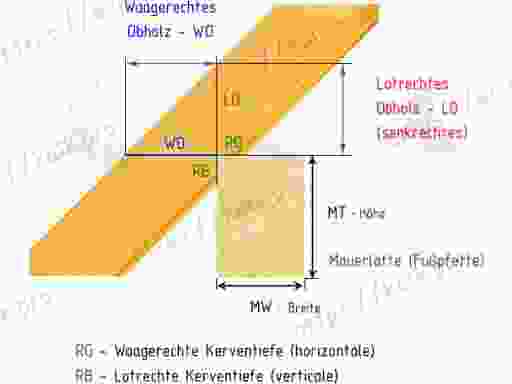 Waagerechtes
Obholz - WO
LO
Lotrechtes
Obholz - LO
(senkrechtes)
WO
RG
RB
MT - Höhe
Mauerlatte (Fußpfette)
MW - Breite
RG - Waagerechte Kerventiefe (horizontale)
RB - Lotrechte Kerventiefe (verticale)